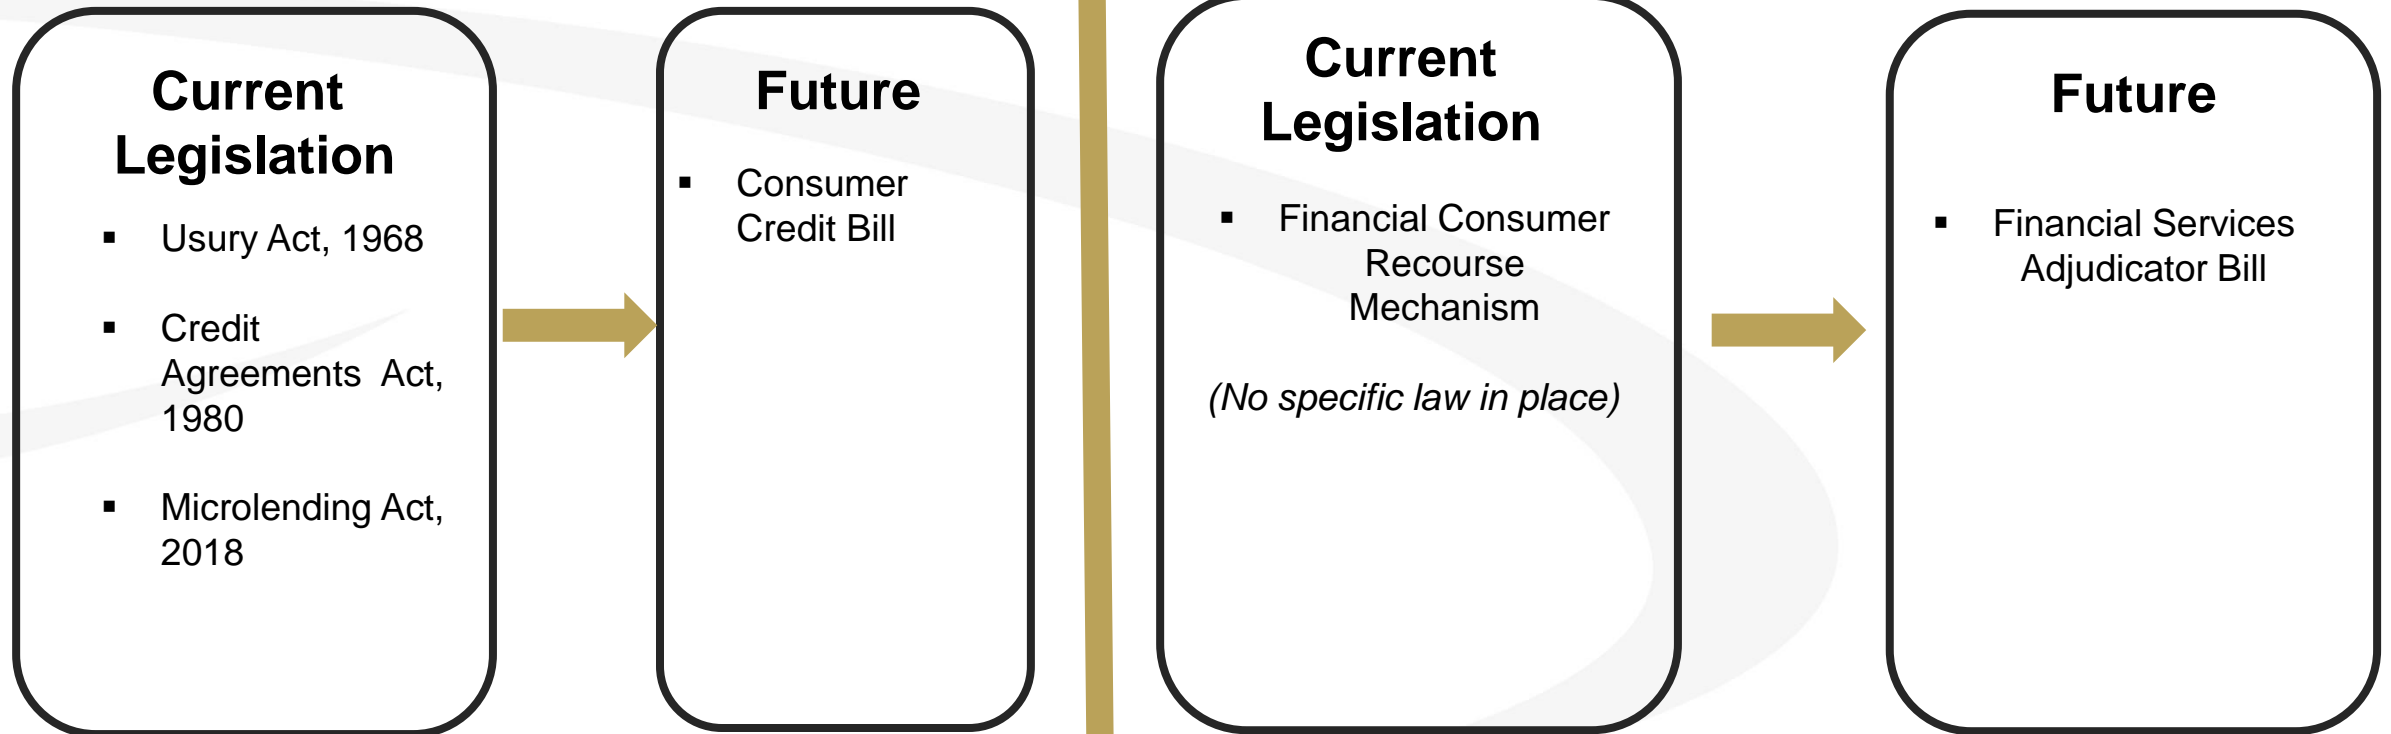 Current
Legislation
▪ Usury Act, 1968
▪ Credit
Agreements Act,
1980
▪ Microlending Act,
2018
Future
▪ Consumer
Credit Bill
Current
Legislation
▪ Financial Consumer
Recourse
Mechanism
(No specific law in place)
Future
▪ Financial Services
Adjudicator Bill